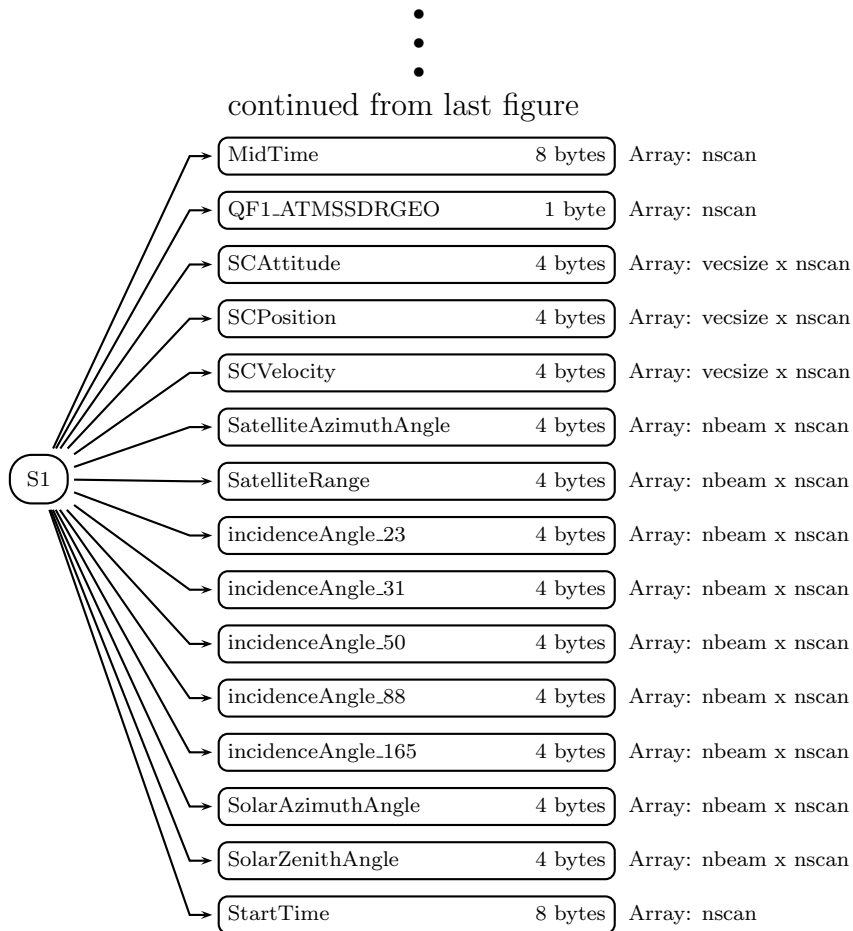 continued from last figure
MidTime 8 bytes Array: nscan
QF1_ATMSSDRGEO 1 byte Array: nscan
SCAttitude 4 bytes Array: vecsize x nscan
SCPosition 4 bytes Array: vecsize x nscan
SCVelocity 4 bytes Array: vecsize x nscan
SatelliteAzimuthAngle 4 bytes Array: nbeam x nscan
S1 SatelliteRange 4 bytes Array: nbeam x nscan
incidenceAngle_23 4 bytes Array: nbeam x nscan
incidenceAngle_31 4 bytes Array: nbeam x nscan
incidenceAngle_50 4 bytes Array: nbeam x nscan
incidenceAngle_88 4 bytes Array: nbeam x nscan
incidenceAngle_165 4 bytes Array: nbeam x nscan
SolarAzimuthAngle 4 bytes Array: nbeam x nscan
SolarZenithAngle 4 bytes Array: nbeam x nscan
StartTime 8 bytes Array: nscan